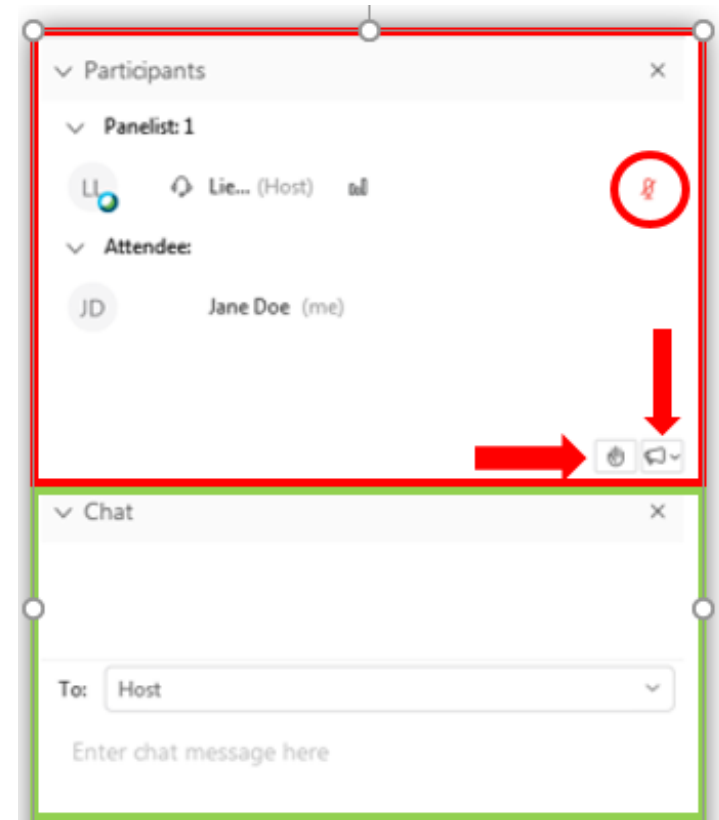 Participants
Panelist: 1
LL Lie... (Host)
Attendee:
JD Jane Doe (me)
Chat
To: Host
Enter chat message here